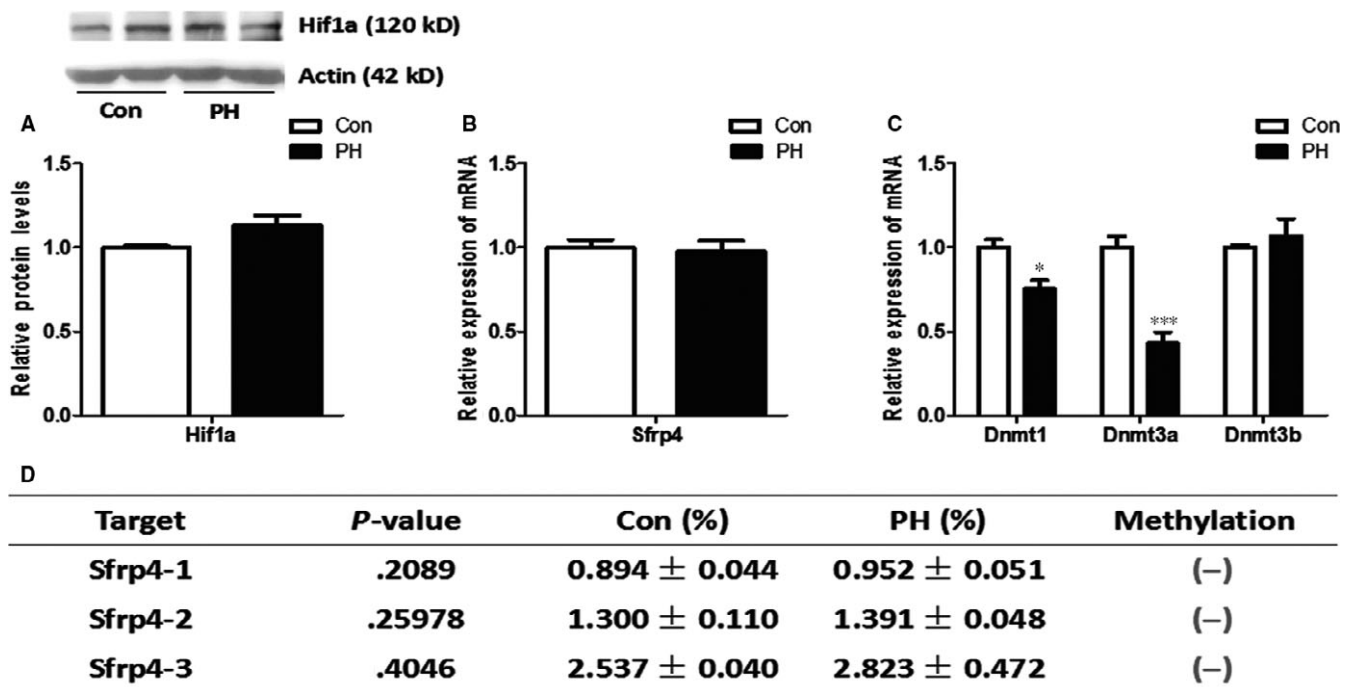 Hif1a (120 kD)
Actin (42 kD)
Con PH
A
Con
PH
Relative protein levels
1.5
1.0
0.5
0.0
Hif1a
B
Con
PH
Relative expression of mRNA
1.5
1.0
0.5
0.0
Sfrp4
C
Con
PH
Relative expression of mRNA
1.5
1.0
0.5
0.0
*
***
Dnmt1 Dnmt3a Dnmt3b
D
Target P-value Con (%) PH (%) Methylation
Sfrp4-1 .2089 0.894 ± 0.044 0.952 ± 0.051 (−)
Sfrp4-2 .25978 1.300 ± 0.110 1.391 ± 0.048 (−)
Sfrp4-3 .4046 2.537 ± 0.040 2.823 ± 0.472 (−)